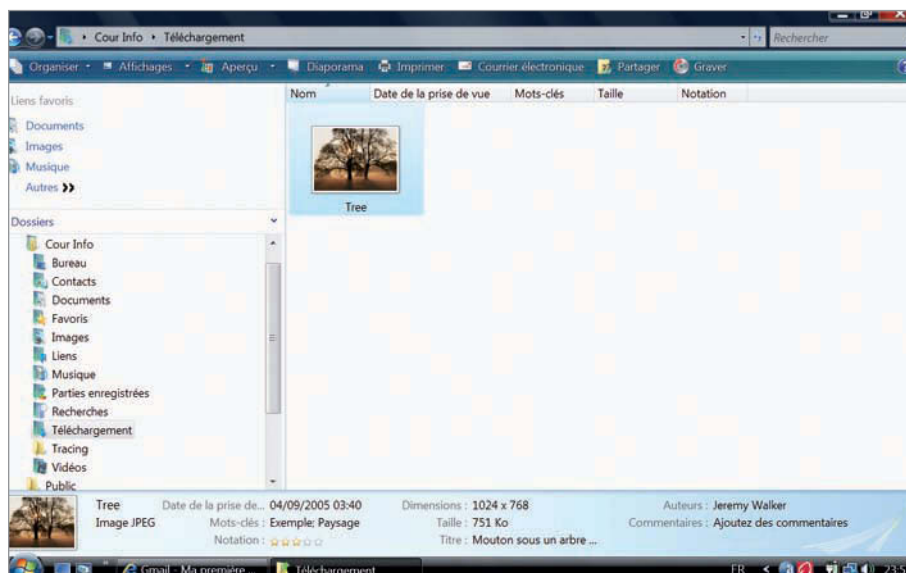 Cour Info ▸ Téléchargement
Rechercher
Organiser Affichages Aperçu Diaporama Imprimer Courrier électronique Partager Graver
Liens favoris
Documents
Images
Musique
Autres
Nom Date de la prise de vue Mots-clés Taille Notation
Tree
Dossiers
Cour Info
Bureau
Contacts
Documents
Favoris
Images
Liens
Musique
Parties enregistrées
Recherches
Téléchargement
Tracing
Vidéos
Public
Tree Date de la prise de... 04/09/2005 03:40 Dimensions : 1024 x 768 Auteurs : Jeremy Walker
Image JPEG Mots-clés : Exemple; Paysage Taille : 751 Ko Commentaires : Ajoutez des commentaires
Notation : Titre : Mouton sous un arbre ...
Gmail - Ma première ... Téléchargement FR 23:5